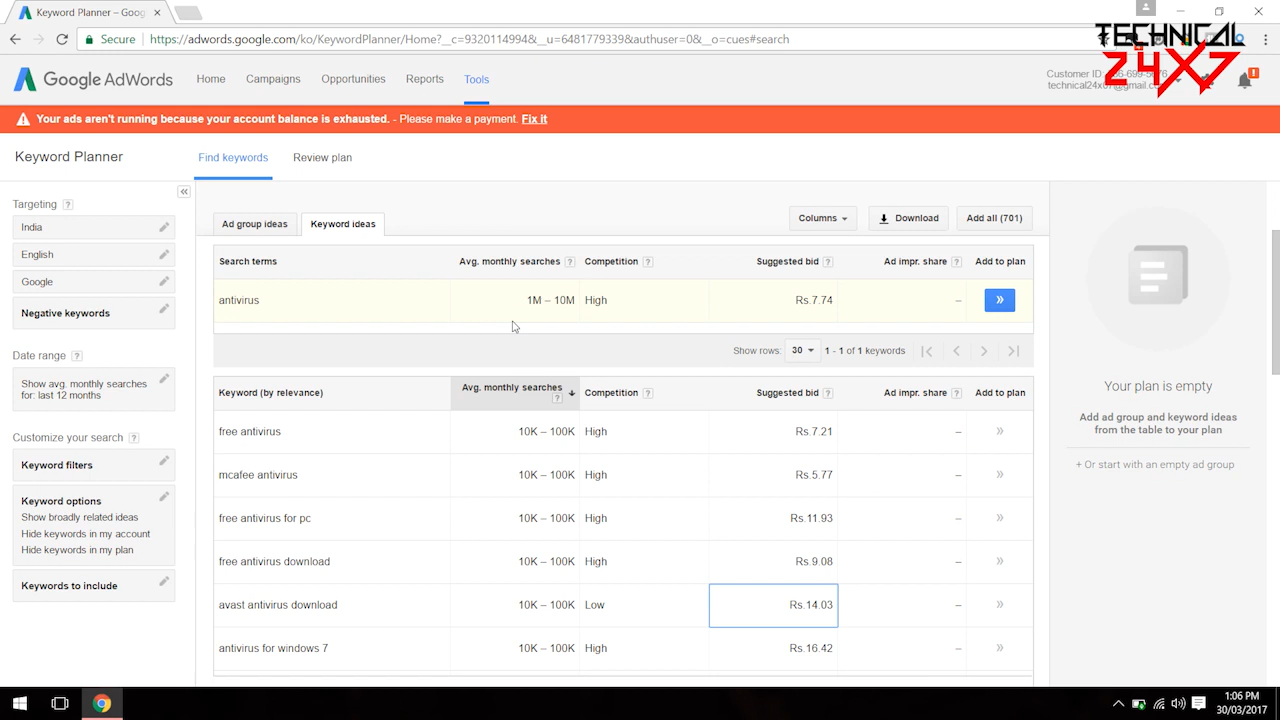 Keyword Planner – Goog
Secure
https://adwords.google.com/ko/KeywordPlanner/Home?__c=9320114994&__u=6481779339&authuser=0&__o=cues#search
TECHNICAL
24X7
Google AdWords
Home
Campaigns
Opportunities
Reports
Tools
Customer ID:
technical24x
Your ads aren't running because your account balance is exhausted. - Please make a payment. Fix it
Keyword Planner
Find keywords
Review plan
Targeting ?
India
English
Google
Negative keywords
Date range ?
Show avg. monthly searches
for: last 12 months
Customize your search ?
Keyword filters
Keyword options
Show broadly related ideas
Hide keywords in my account
Hide keywords in my plan
Keywords to include
Ad group ideas
Keyword ideas
Columns
Download
Add all (701)
Search terms Avg. monthly searches ? Competition ? Suggested bid ? Ad impr. share ? Add to plan
antivirus 1M – 10M High Rs.7.74 – »
Show rows: 30 1 - 1 of 1 keywords
Keyword (by relevance) Avg. monthly searches ? Competition ? Suggested bid ? Ad impr. share ? Add to plan
free antivirus 10K – 100K High Rs.7.21 – »
mcafee antivirus 10K – 100K High Rs.5.77 – »
free antivirus for pc 10K – 100K High Rs.11.93 – »
free antivirus download 10K – 100K High Rs.9.08 – »
avast antivirus download 10K – 100K Low Rs.14.03 – »
antivirus for windows 7 10K – 100K High Rs.16.42 – »
Your plan is empty
Add ad group and keyword ideas
from the table to your plan
+ Or start with an empty ad group
1:06 PM
30/03/2017